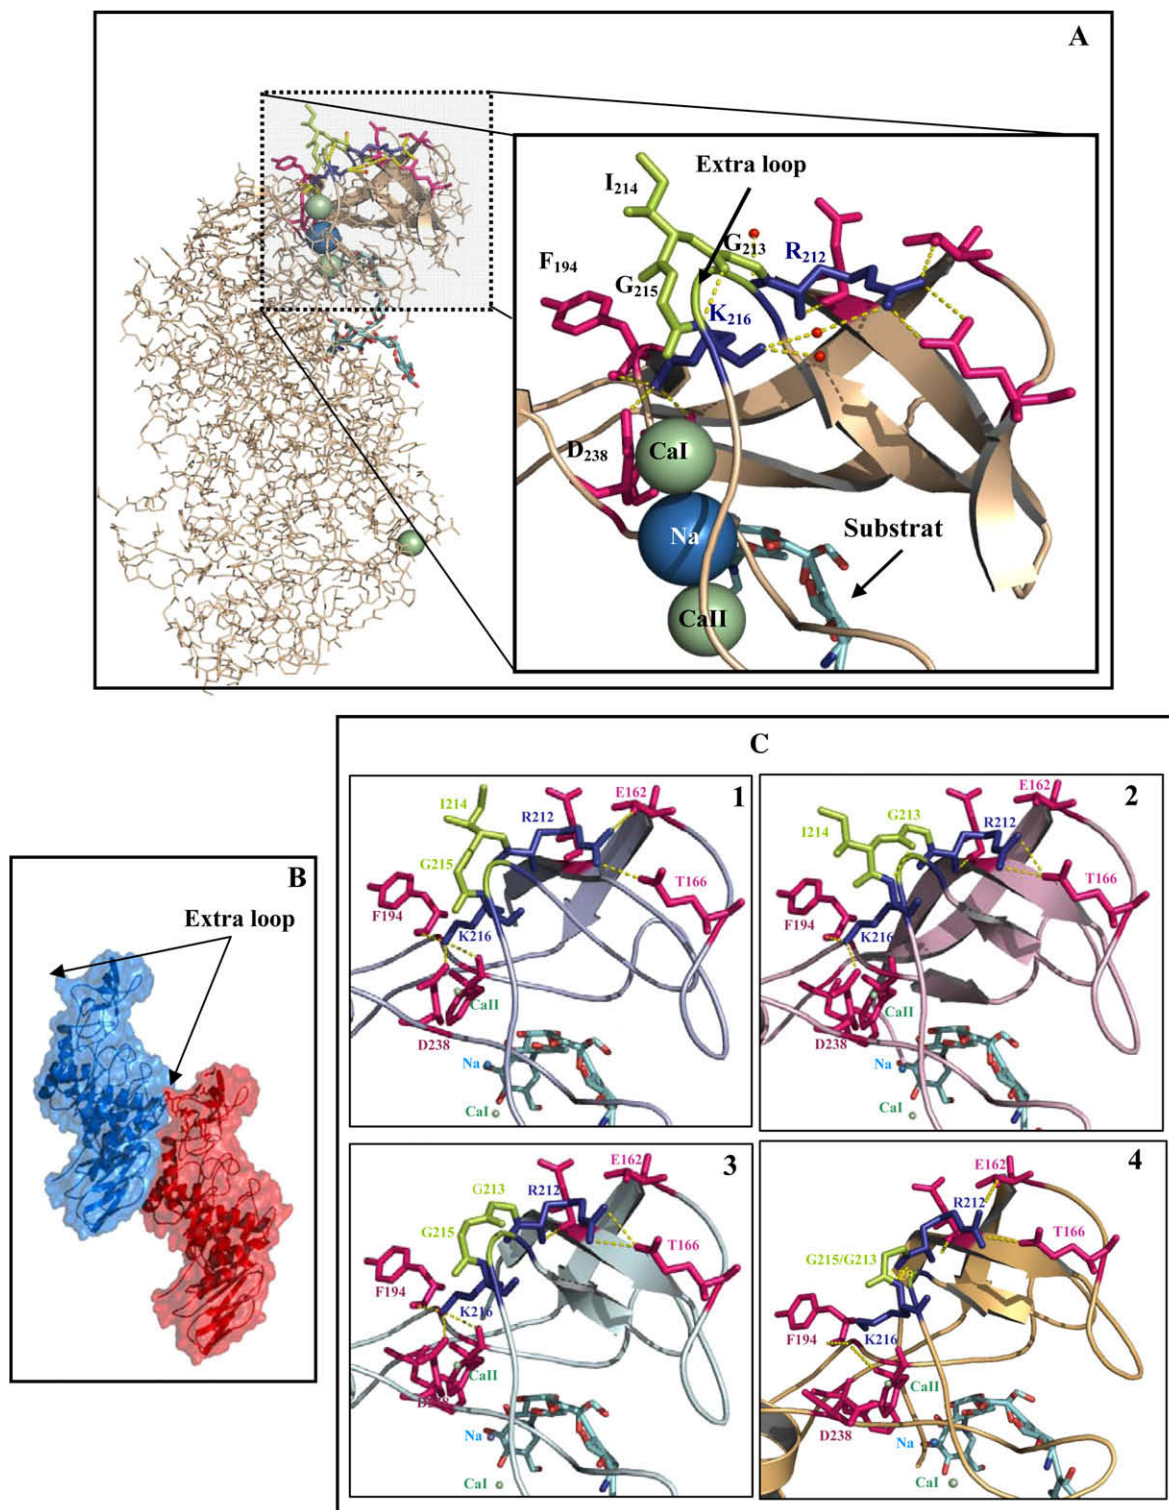 A
Extra loop
I214
G213
R212
F194
G215
K216
D238
CaI
Na
CaII
Substrat
C
1
E162
I214
R212
G215
T166
F194
K216
CaII
D238
Na
CaI
2
E162
G213
R212
I214
T166
F194
K216
CaII
D238
Na
CaI
B
Extra loop
3
E162
G213
R212
G215
T166
F194
K216
CaII
D238
Na
CaI
4
E162
R212
T166
G215/G213
F194
K216
CaII
D238
Na
CaI